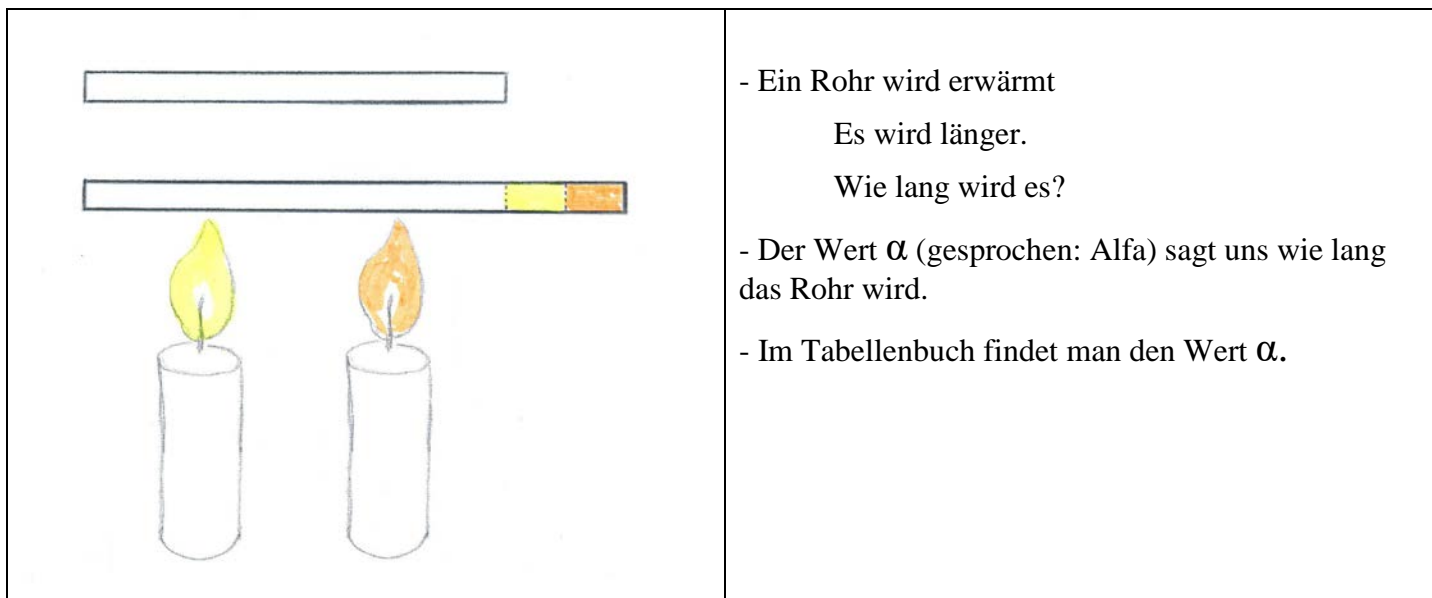 - Ein Rohr wird erwärmt
Es wird länger.
Wie lang wird es?
- Der Wert α (gesprochen: Alfa) sagt uns wie lang
das Rohr wird.
- Im Tabellenbuch findet man den Wert α.